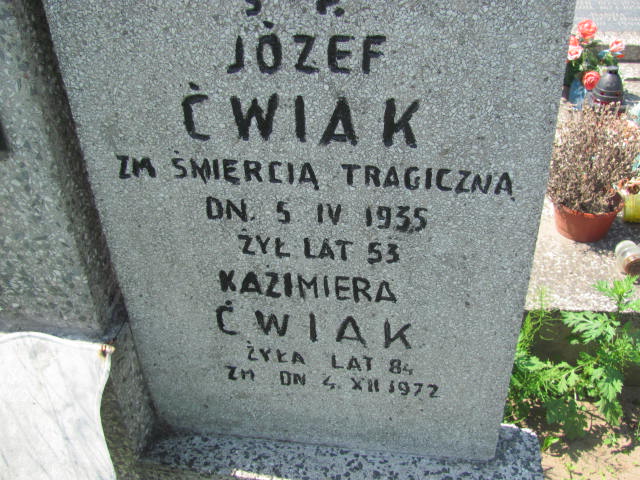 Ś P.
JÓZEF
ĆWIAK
ZM ŚMIERCIĄ TRAGICZNĄ
DN. 5 IV 1935
ŻYŁ LAT 53
KAZIMIERA
ĆWIAK
ŻYŁA LAT 84
ZM DN 4. XII 1972